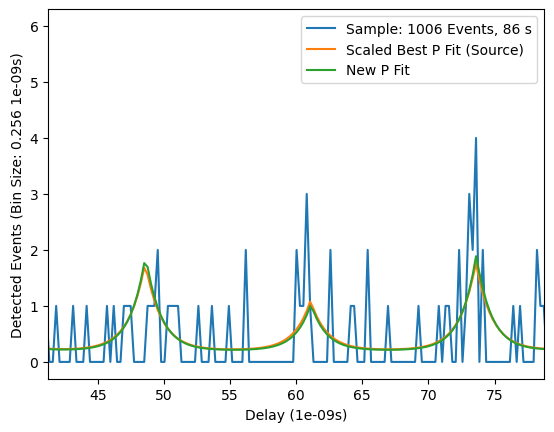 6
5
4
3
2
1
0
Detected Events (Bin Size: 0.256 1e-09s)
Sample: 1006 Events, 86 s
Scaled Best P Fit (Source)
New P Fit
45 50 55 60 65 70 75
Delay (1e-09s)